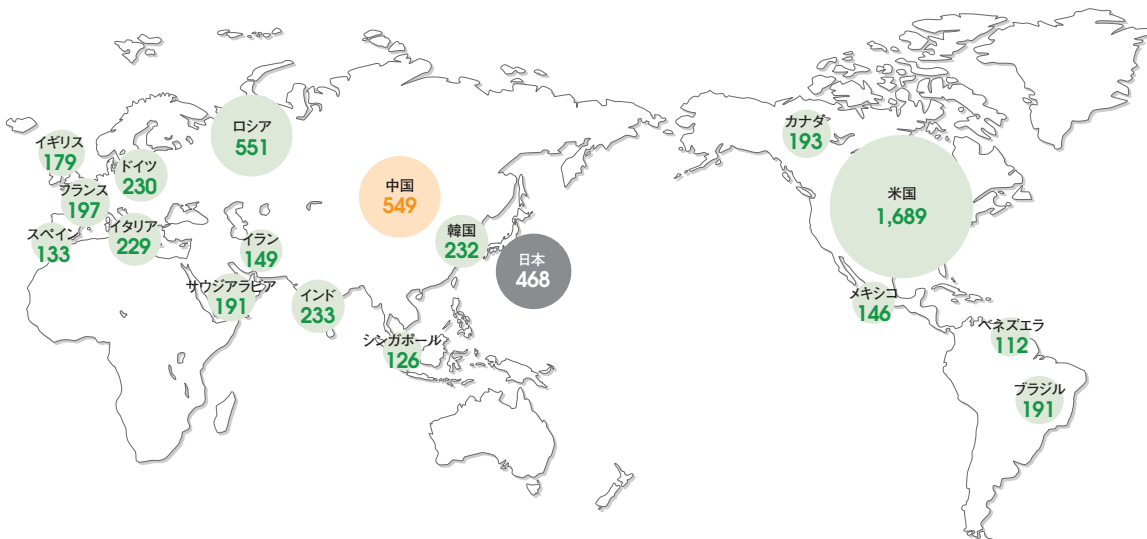 イギリス
179
ドイツ
230
フランス
197
スペイン
133
イタリア
229
ロシア
551
イラン
149
サウジアラビア
191
インド
233
中国
549
韓国
232
日本
468
シンガポール
126
カナダ
193
米国
1,689
メキシコ
146
ベネズエラ
112
ブラジル
191